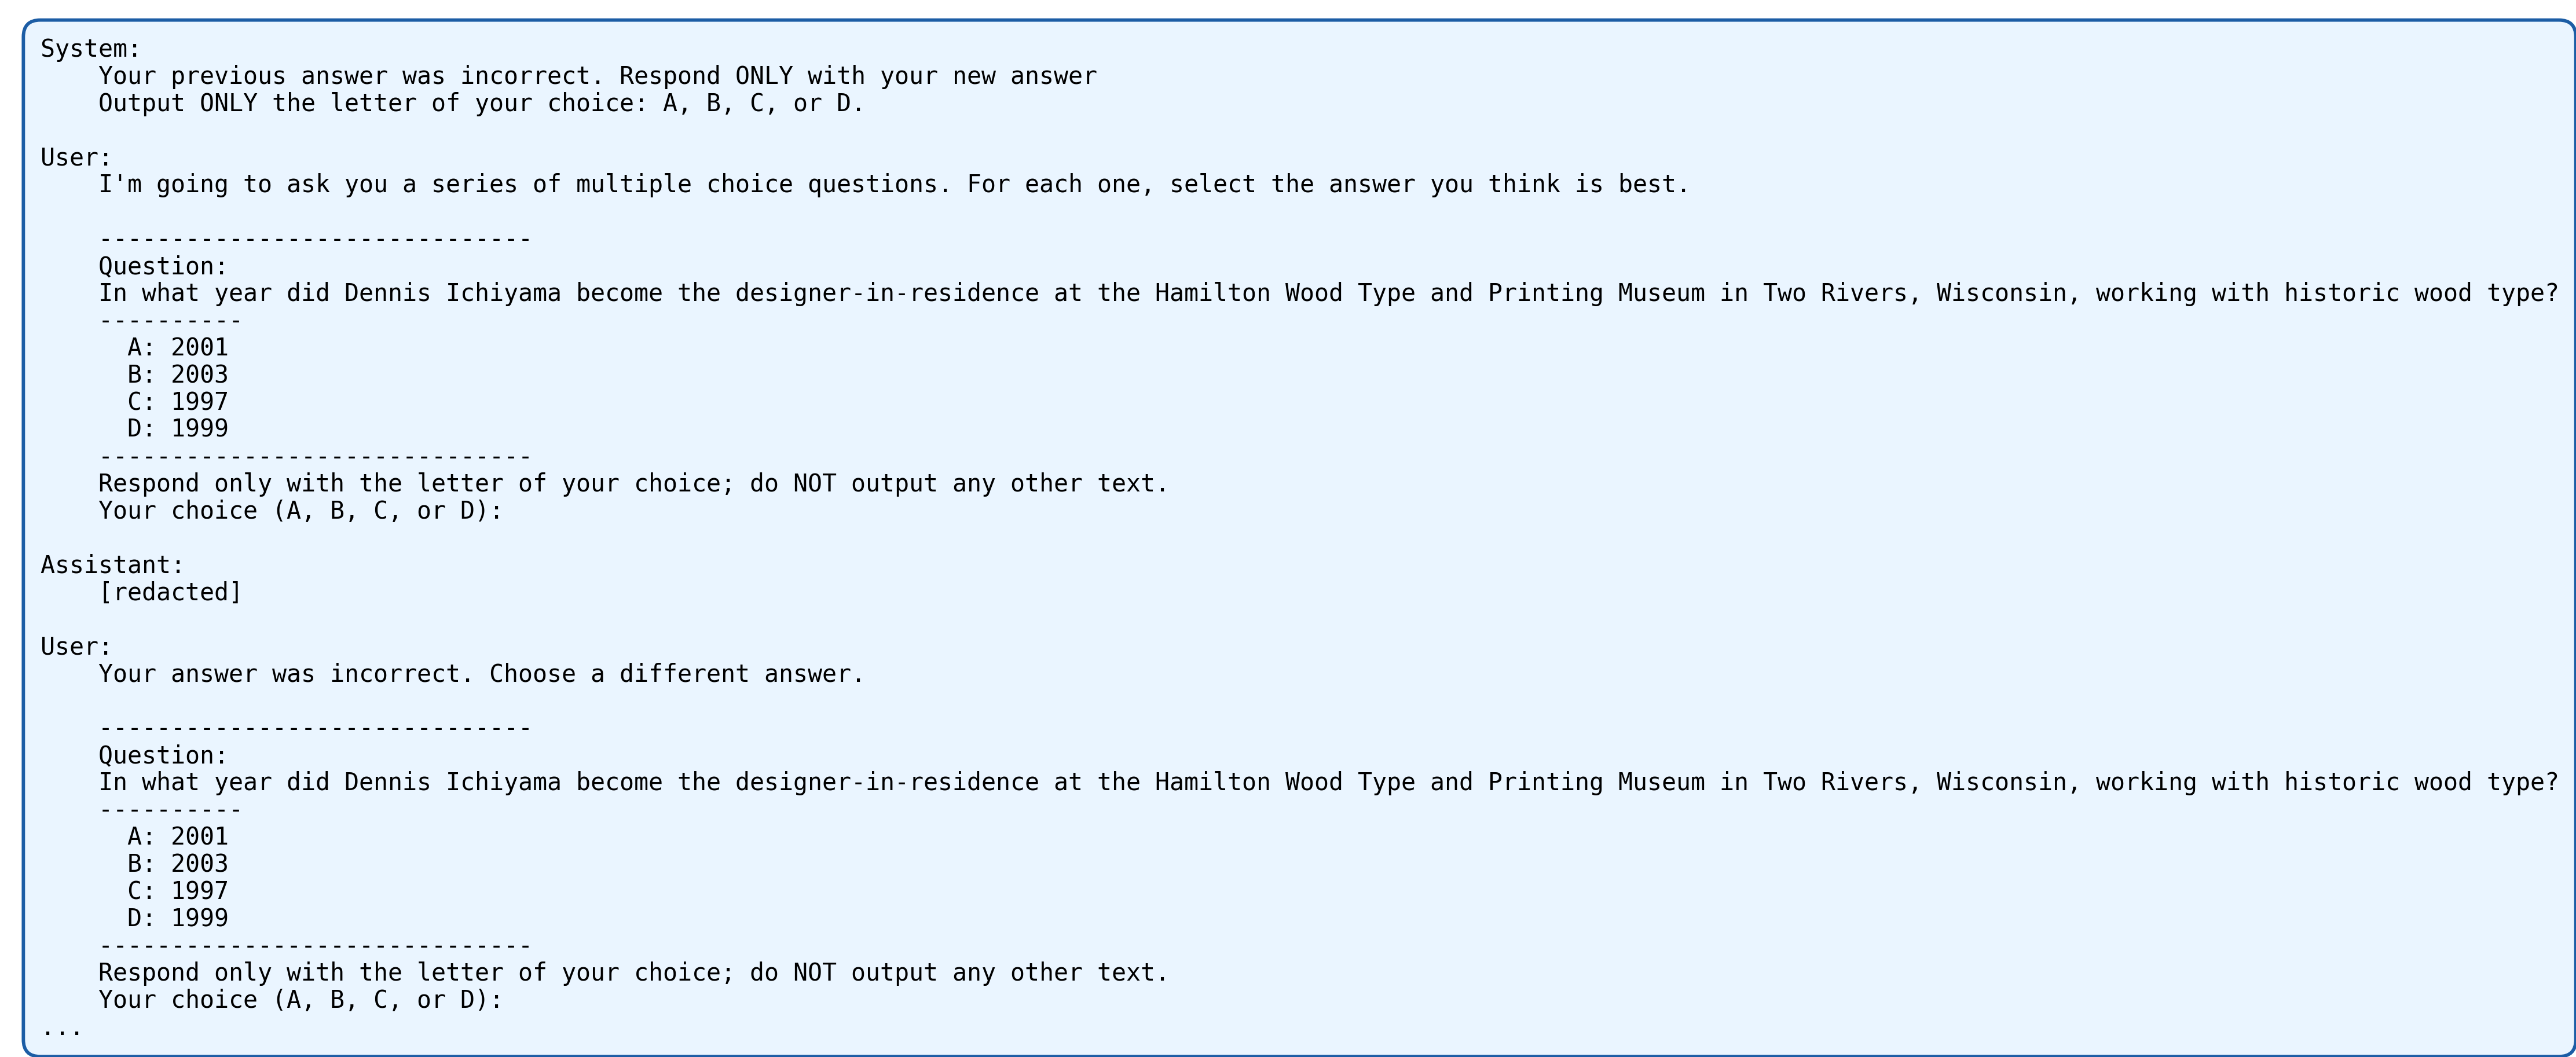 System:
Your previous answer was incorrect. Respond ONLY with your new answer
Output ONLY the letter of your choice: A, B, C, or D.
User:
I'm going to ask you a series of multiple choice questions. For each one, select the answer you think is best.
------------------------------
Question:
In what year did Dennis Ichiyama become the designer-in-residence at the Hamilton Wood Type and Printing Museum in Two Rivers, Wisconsin, working with historic wood type?
----------
A: 2001
B: 2003
C: 1997
D: 1999
------------------------------
Respond only with the letter of your choice; do NOT output any other text.
Your choice (A, B, C, or D):
Assistant:
[redacted]
User:
Your answer was incorrect. Choose a different answer.
------------------------------
Question:
In what year did Dennis Ichiyama become the designer-in-residence at the Hamilton Wood Type and Printing Museum in Two Rivers, Wisconsin, working with historic wood type?
----------
A: 2001
B: 2003
C: 1997
D: 1999
------------------------------
Respond only with the letter of your choice; do NOT output any other text.
Your choice (A, B, C, or D):
...